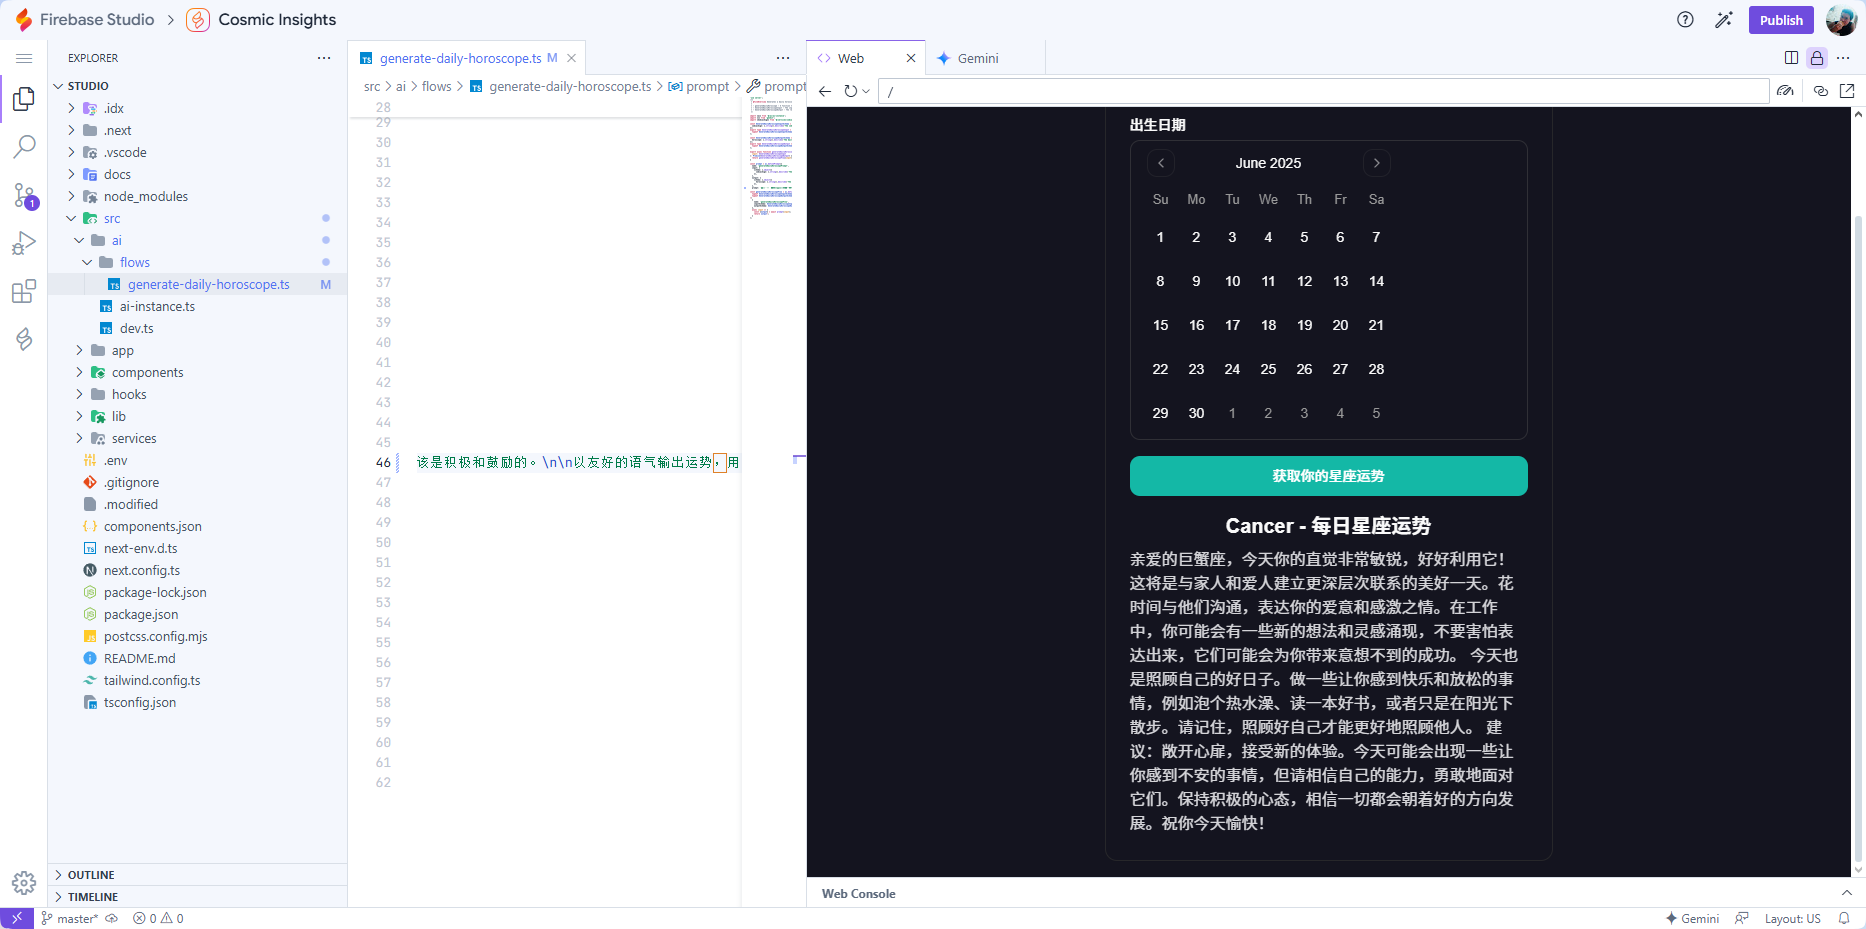 Firebase Studio
Cosmic Insights
Publish
EXPLORER
STUDIO
.idx
.next
.vscode
docs
node_modules
src
ai
flows
generate-daily-horoscope.ts M
ai-instance.ts
dev.ts
app
components
hooks
lib
services
.env
.gitignore
.modified
components.json
next-env.d.ts
next.config.ts
package-lock.json
package.json
postcss.config.mjs
README.md
tailwind.config.ts
tsconfig.json
OUTLINE
TIMELINE
1
generate-daily-horoscope.ts M
src > ai > flows > generate-daily-horoscope.ts > prompt > prompt
28
29
30
31
32
33
34
35
36
37
38
39
40
41
42
43
44
45
46 该是积极和鼓励的。\n\n以友好的语气输出运势，用
47
48
49
50
51
52
53
54
55
56
57
58
59
60
61
62
Web
Gemini
/
出生日期
June 2025
Su Mo Tu We Th Fr Sa
1 2 3 4 5 6 7
8 9 10 11 12 13 14
15 16 17 18 19 20 21
22 23 24 25 26 27 28
29 30 1 2 3 4 5
获取你的星座运势
Cancer - 每日星座运势
亲爱的巨蟹座，今天你的直觉非常敏锐，好好利用它！
这将是与家人和爱人建立更深层次联系的美好一天。花
时间与他们沟通，表达你的爱意和感激之情。在工作
中，你可能会有一些新的想法和灵感涌现，不要害怕表
达出来，它们可能会为你带来意想不到的成功。 今天也
是照顾自己的好日子。做一些让你感到快乐和放松的事
情，例如泡个热水澡、读一本好书，或者只是在阳光下
散步。请记住，照顾好自己才能更好地照顾他人。 建
议：敞开心扉，接受新的体验。今天可能会出现一些让
你感到不安的事情，但请相信自己的能力，勇敢地面对
它们。保持积极的心态，相信一切都会朝着好的方向发
展。祝你今天愉快！
Web Console
master*
0 0
Gemini
Layout: US